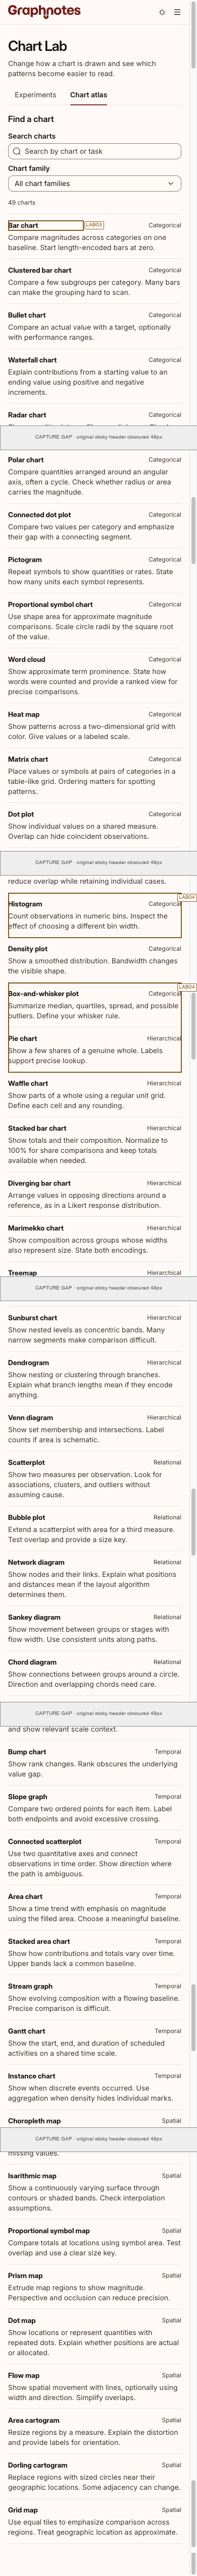 Graphnotes
Chart Lab
Change how a chart is drawn and see which
patterns become easier to read.
Experiments Chart atlas
Find a chart
Search charts
Search by chart or task
Chart family
All chart families
49 charts
Bar chart LAB03 Categorical
Compare magnitudes across categories on one
baseline. Start length-encoded bars at zero.
Clustered bar chart Categorical
Compare a few subgroups per category. Many bars
can make the grouping hard to scan.
Bullet chart Categorical
Compare an actual value with a target, optionally
with performance ranges.
Waterfall chart Categorical
Explain contributions from a starting value to an
ending value using positive and negative
increments.
Radar chart Categorical
CAPTURE GAP · original sticky header obscured 49px
Polar chart Categorical
Compare quantities arranged around an angular
axis, often a cycle. Check whether radius or area
carries the magnitude.
Connected dot plot Categorical
Compare two values per category and emphasize
their gap with a connecting segment.
Pictogram Categorical
Repeat symbols to show quantities or rates. State
how many units each symbol represents.
Proportional symbol chart Categorical
Use shape area for approximate magnitude
comparisons. Scale circle radii by the square root
of the value.
Word cloud Categorical
Show approximate term prominence. State how
words were counted and provide a ranked view for
precise comparisons.
Heat map Categorical
Show patterns across a two-dimensional grid with
color. Give values or a labeled scale.
Matrix chart Categorical
Place values or symbols at pairs of categories in a
table-like grid. Ordering matters for spotting
patterns.
Dot plot Categorical
Show individual values on a shared measure.
Overlap can hide coincident observations.
CAPTURE GAP · original sticky header obscured 49px
reduce overlap while retaining individual cases.
LAB04
Histogram Categorical
Count observations in numeric bins. Inspect the
effect of choosing a different bin width.
Density plot Categorical
Show a smoothed distribution. Bandwidth changes
the visible shape.
LAB04
Box-and-whisker plot Categorical
Summarize median, quartiles, spread, and possible
outliers. Define your whisker rule.
Pie chart Hierarchical
Show a few shares of a genuine whole. Labels
support precise lookup.
Waffle chart Hierarchical
Show parts of a whole using a regular unit grid.
Define each cell and any rounding.
Stacked bar chart Hierarchical
Show totals and their composition. Normalize to
100% for share comparisons and keep totals
available when needed.
Diverging bar chart Hierarchical
Arrange values in opposing directions around a
reference, as in a Likert response distribution.
Marimekko chart Hierarchical
Show composition across groups whose widths
also represent size. State both encodings.
Treemap Hierarchical
CAPTURE GAP · original sticky header obscured 49px
Sunburst chart Hierarchical
Show nested levels as concentric bands. Many
narrow segments make comparison difficult.
Dendrogram Hierarchical
Show nesting or clustering through branches.
Explain what branch lengths mean if they encode
anything.
Venn diagram Hierarchical
Show set membership and intersections. Label
counts if area is schematic.
Scatterplot Relational
Show two measures per observation. Look for
associations, clusters, and outliers without
assuming cause.
Bubble plot Relational
Extend a scatterplot with area for a third measure.
Test overlap and provide a size key.
Network diagram Relational
Show nodes and their links. Explain what positions
and distances mean if the layout algorithm
determines them.
Sankey diagram Relational
Show movement between groups or stages with
flow width. Use consistent units along paths.
Chord diagram Relational
Show connections between groups around a circle.
Direction and overlapping chords need care.
CAPTURE GAP · original sticky header obscured 49px
and show relevant scale context.
Bump chart Temporal
Show rank changes. Rank obscures the underlying
value gap.
Slope graph Temporal
Compare two ordered points for each item. Label
both endpoints and avoid excessive crossing.
Connected scatterplot Temporal
Use two quantitative axes and connect
observations in time order. Show direction where
the path is ambiguous.
Area chart Temporal
Show a time trend with emphasis on magnitude
using the filled area. Choose a meaningful baseline.
Stacked area chart Temporal
Show how contributions and totals vary over time.
Upper bands lack a common baseline.
Stream graph Temporal
Show evolving composition with a flowing baseline.
Precise comparison is difficult.
Gantt chart Temporal
Show the start, end, and duration of scheduled
activities on a shared time scale.
Instance chart Temporal
Show when discrete events occurred. Use
aggregation when density hides individual marks.
Choropleth map Spatial
CAPTURE GAP · original sticky header obscured 49px
missing values.
Isarithmic map Spatial
Show a continuously varying surface through
contours or shaded bands. Check interpolation
assumptions.
Proportional symbol map Spatial
Compare totals at locations using symbol area. Test
overlap and use a clear size key.
Prism map Spatial
Extrude map regions to show magnitude.
Perspective and occlusion can reduce precision.
Dot map Spatial
Show locations or represent quantities with
repeated dots. Explain whether positions are actual
or allocated.
Flow map Spatial
Show spatial movement with lines, optionally using
width and direction. Simplify overlaps.
Area cartogram Spatial
Resize regions by a measure. Explain the distortion
and provide labels for orientation.
Dorling cartogram Spatial
Replace regions with sized circles near their
geographic locations. Some adjacency can change.
Grid map Spatial
Use equal tiles to emphasize comparison across
regions. Treat geographic location as approximate.